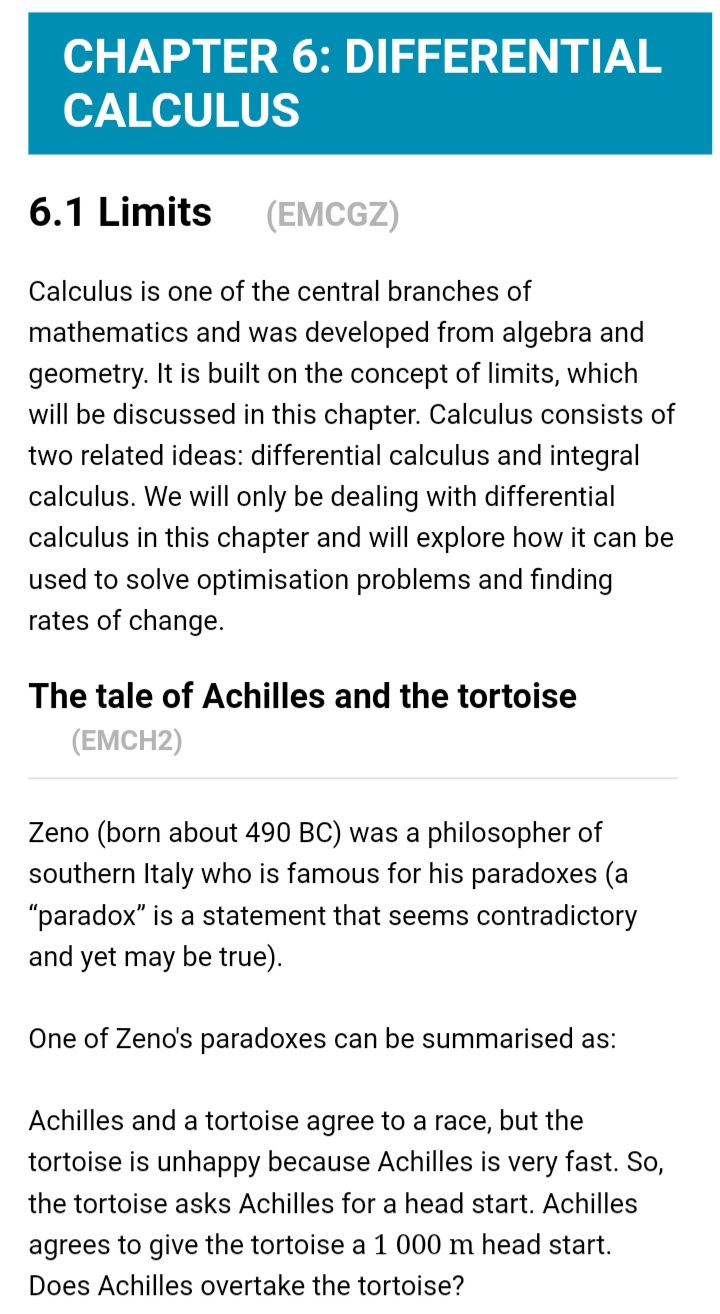 CHAPTER 6: DIFFERENTIAL
CALCULUS
6.1 Limits (EMCGZ)
Calculus is one of the central branches of
mathematics and was developed from algebra and
geometry. It is built on the concept of limits, which
will be discussed in this chapter. Calculus consists of
two related ideas: differential calculus and integral
calculus. We will only be dealing with differential
calculus in this chapter and will explore how it can be
used to solve optimisation problems and finding
rates of change.
The tale of Achilles and the tortoise
(EMCH2)
Zeno (born about 490 BC) was a philosopher of
southern Italy who is famous for his paradoxes (a
“paradox” is a statement that seems contradictory
and yet may be true).
One of Zeno's paradoxes can be summarised as:
Achilles and a tortoise agree to a race, but the
tortoise is unhappy because Achilles is very fast. So,
the tortoise asks Achilles for a head start. Achilles
agrees to give the tortoise a 1 000 m head start.
Does Achilles overtake the tortoise?